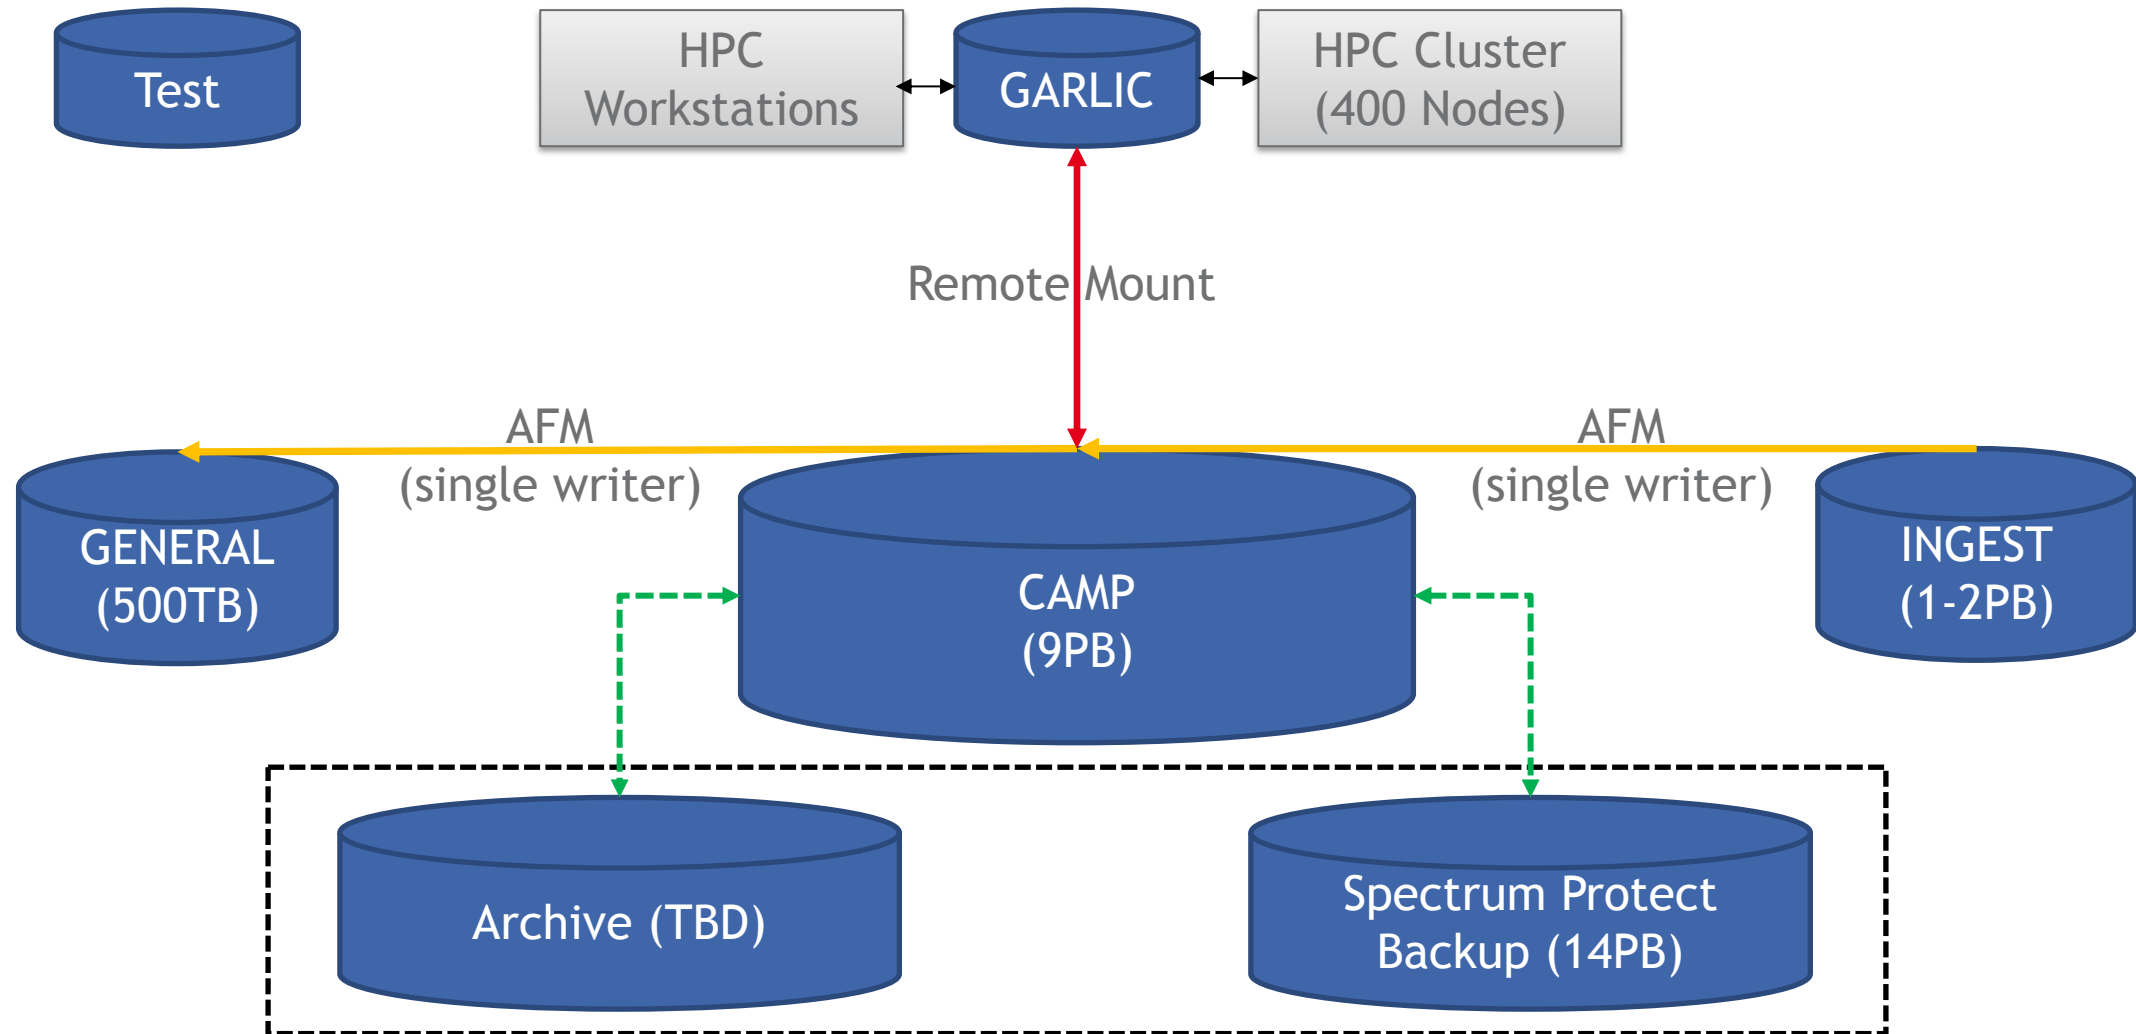 Test
HPC
Workstations
GARLIC
HPC Cluster
(400 Nodes)
Remote Mount
AFM
(single writer)
AFM
(single writer)
GENERAL
(500TB)
CAMP
(9PB)
INGEST
(1-2PB)
Archive (TBD)
Spectrum Protect
Backup (14PB)